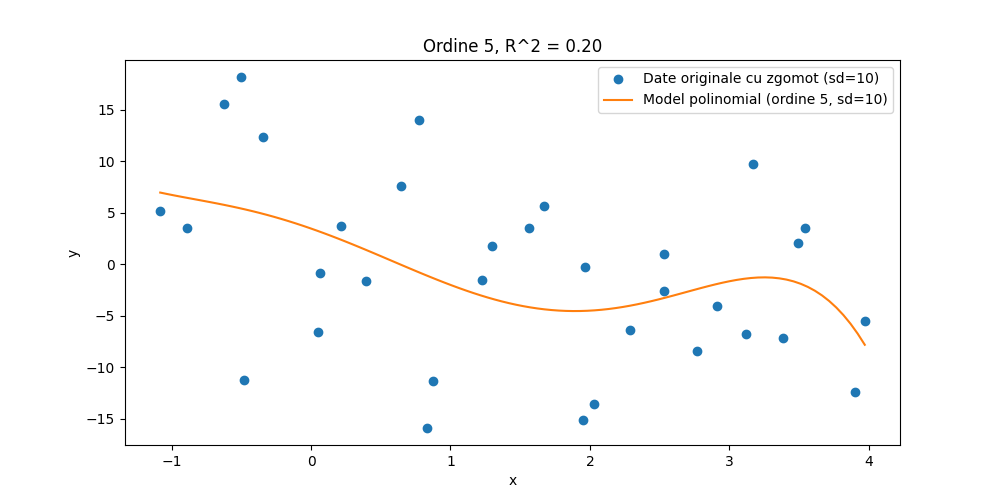 Ordine 5, R^2 = 0.20
Date originale cu zgomot (sd=10)
Model polinomial (ordine 5, sd=10)
15
10
5
0
−5
−10
−15
y
−1
0
1
2
3
4
x